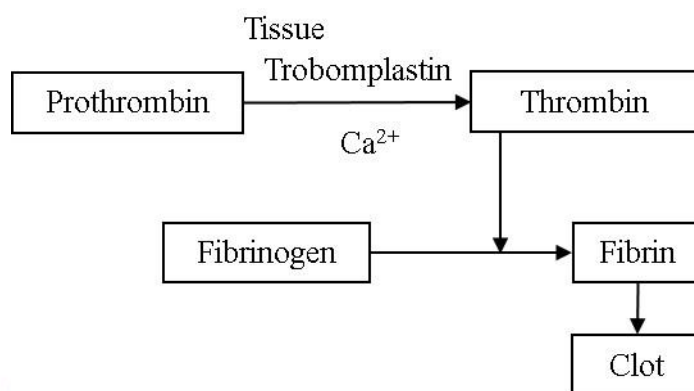 Tissue
Trobomplastin
Prothrombin
Thrombin
Ca²⁺
Fibrinogen
Fibrin
Clot